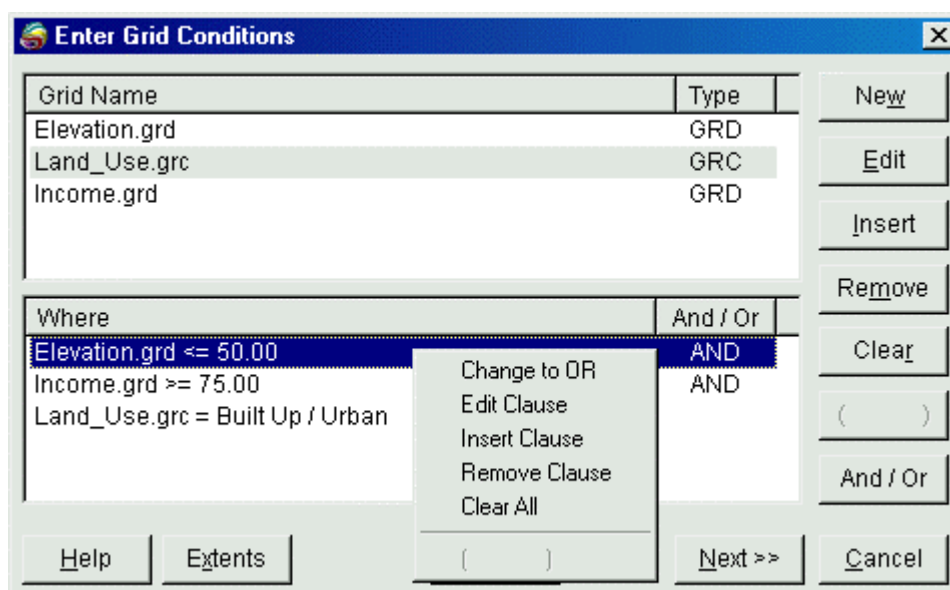 Enter Grid Conditions
Grid Name Type
Elevation.grd GRD
Land_Use.grc GRC
Income.grd GRD
New
Edit
Insert
Remove
Where And / Or
Elevation.grd <= 50.00 AND
Income.grd >= 75.00 AND
Land_Use.grc = Built Up / Urban
Change to OR
Edit Clause
Insert Clause
Remove Clause
Clear All
( )
Clear
( )
And / Or
Help Extents Next >> Cancel